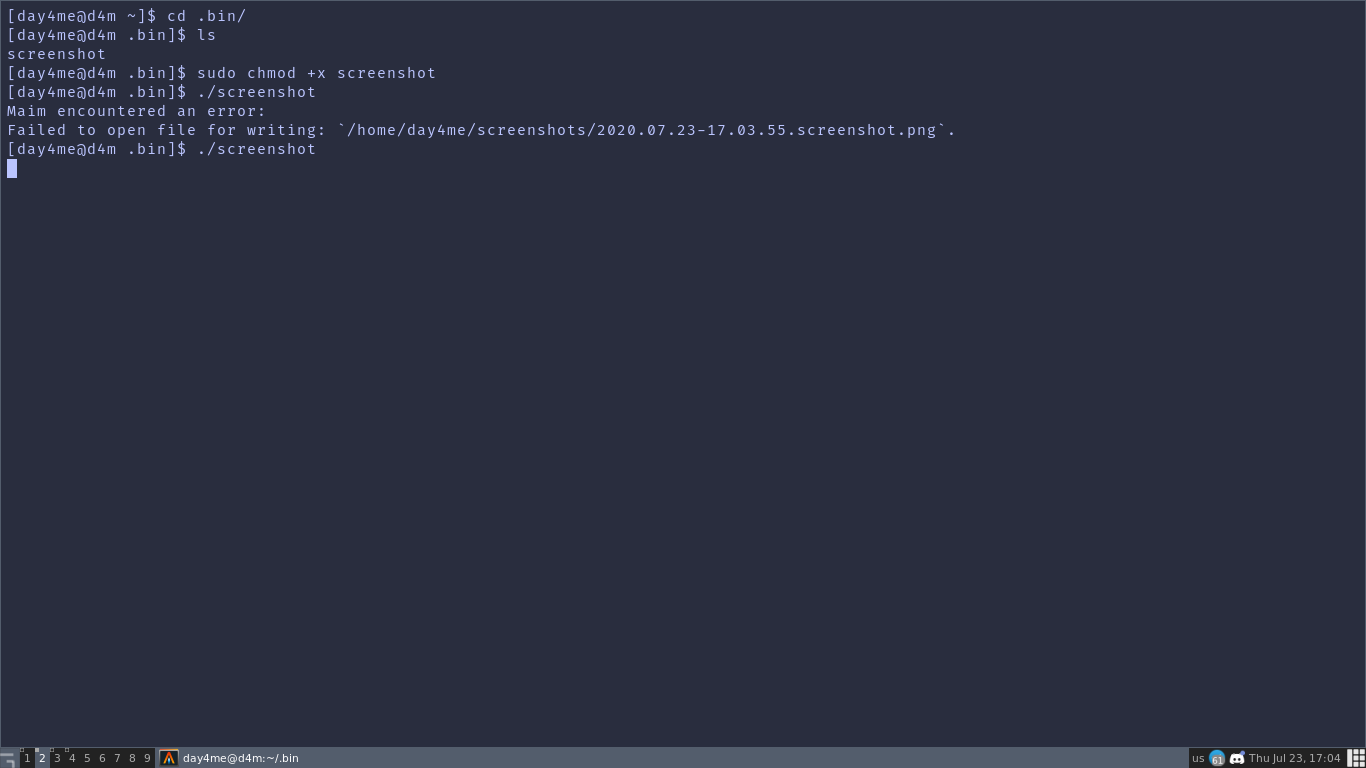 [day4me@d4m ~]$ cd .bin/
[day4me@d4m .bin]$ ls
screenshot
[day4me@d4m .bin]$ sudo chmod +x screenshot
[day4me@d4m .bin]$ ./screenshot
Maim encountered an error:
Failed to open file for writing: `/home/day4me/screenshots/2020.07.23-17.03.55.screenshot.png`.
[day4me@d4m .bin]$ ./screenshot
1 2 3 4 5 6 7 8 9 day4me@d4m:~/.bin us 61 Thu Jul 23, 17:04